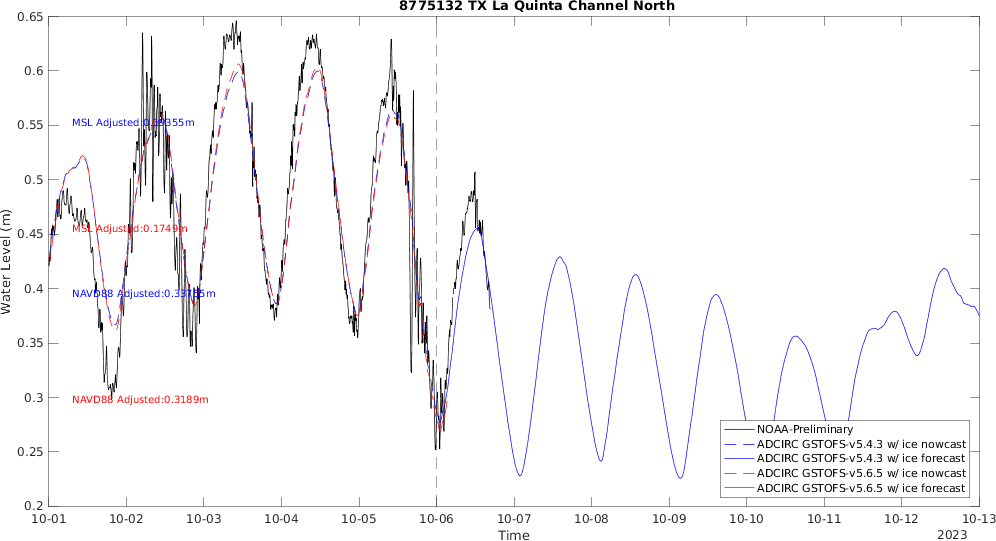 8775132 TX La Quinta Channel North
0.65
0.6
0.55
0.5
0.45
0.4
0.35
0.3
0.25
0.2
Water Level (m)
MSL Adjusted:
MSL Adjusted:0.1749m
NAVD88 Adjusted:
NAVD88 Adjusted:0.3189m
NOAA-Preliminary
ADCIRC GSTOFS-v5.4.3 w/ ice nowcast
ADCIRC GSTOFS-v5.4.3 w/ ice forecast
ADCIRC GSTOFS-v5.6.5 w/ ice nowcast
ADCIRC GSTOFS-v5.6.5 w/ ice forecast
10-01 10-02 10-03 10-04 10-05 10-06 10-07 10-08 10-09 10-10 10-11 10-12 10-13
Time
2023